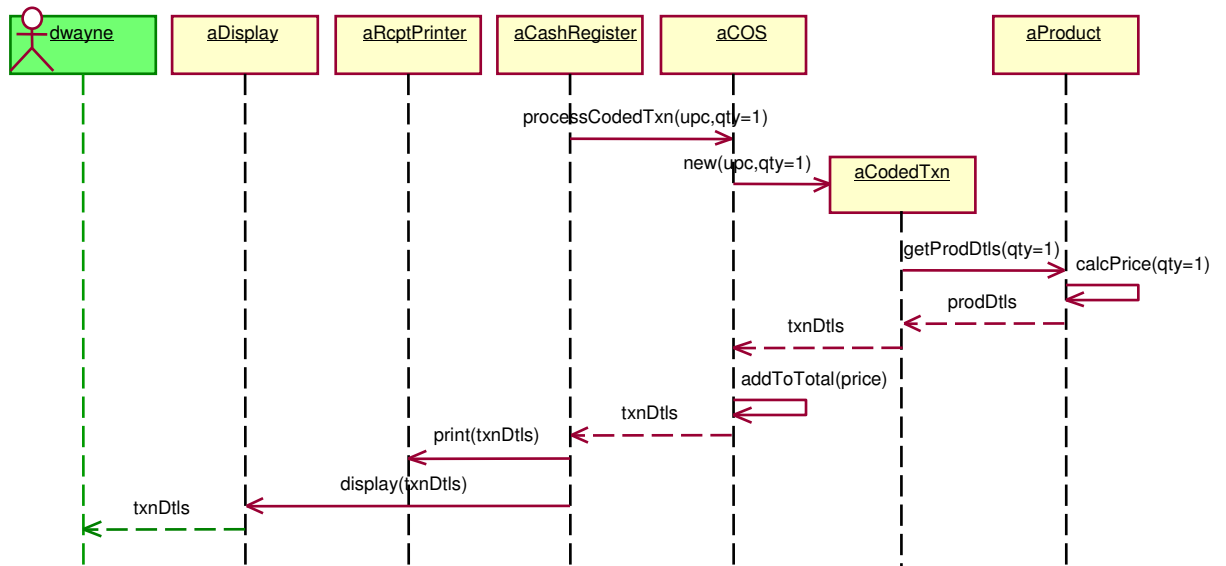 dwayne
aDisplay
aRcptPrinter
aCashRegister
aCOS
aProduct
processCodedTxn(upc,qty=1)
new(upc,qty=1)
aCodedTxn
getProdDtls(qty=1)
calcPrice(qty=1)
prodDtls
txnDtls
addToTotal(price)
txnDtls
print(txnDtls)
display(txnDtls)
txnDtls